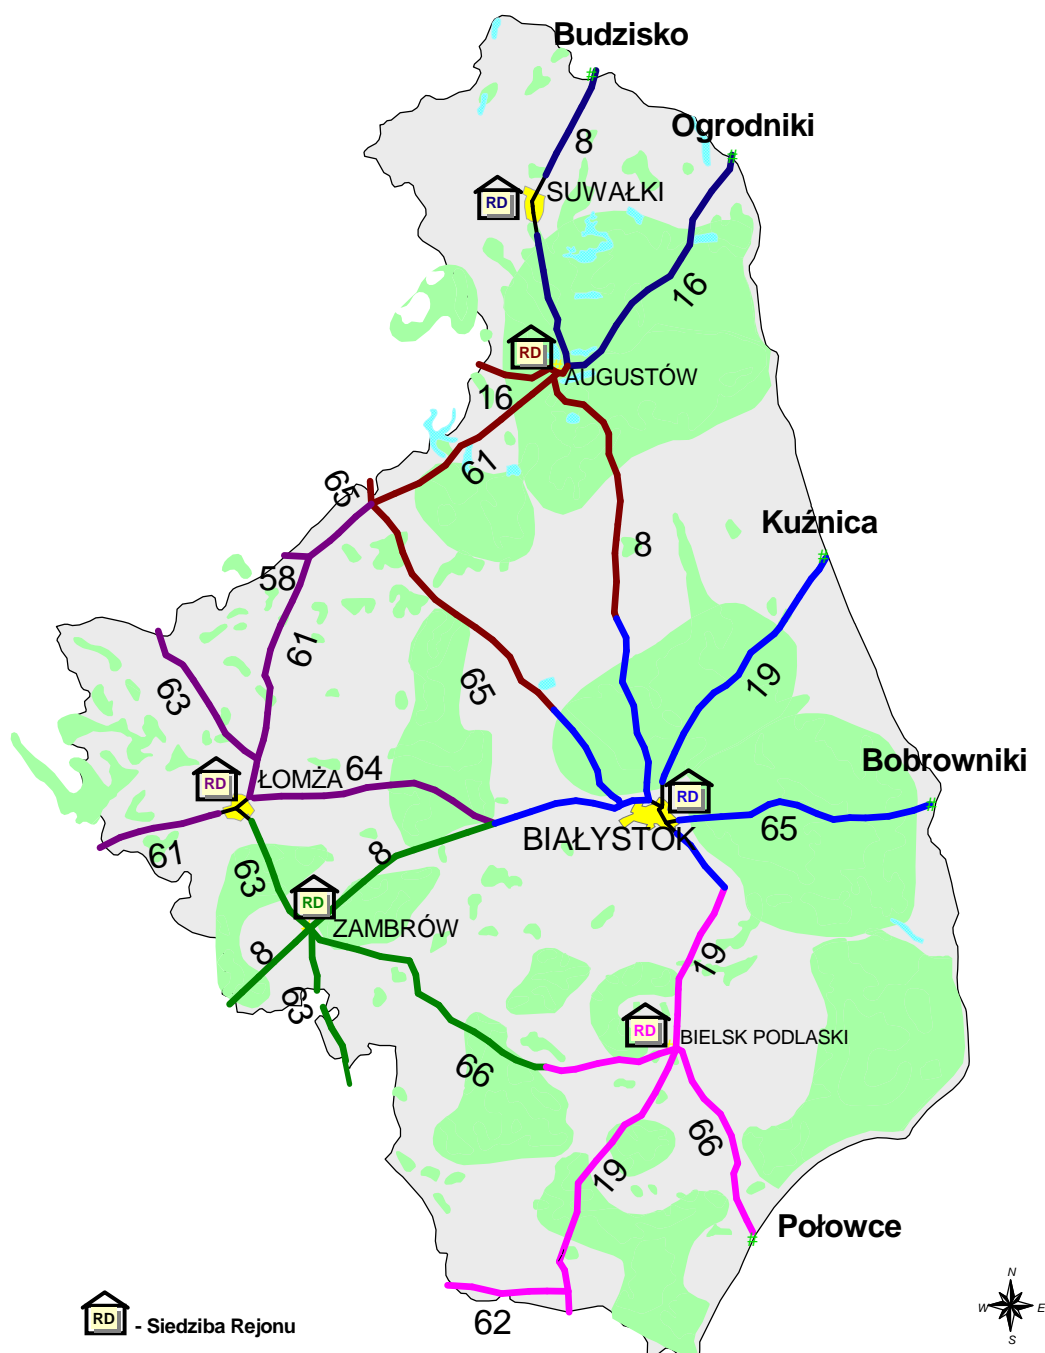 Budzisko
Ogrodniki
8
RD
SUWAŁKI
16
RD
AUGUSTÓW
16
61
65
Kuźnica
8
58
61
19
63
65
Bobrowniki
RD
ŁOMŻA
64
RD
65
BIAŁYSTOK
61
8
63
RD
ZAMBRÓW
8
19
63
RD
BIELSK PODLASKI
66
66
19
Połowce
N
W
E
S
62
RD
- Siedziba Rejonu